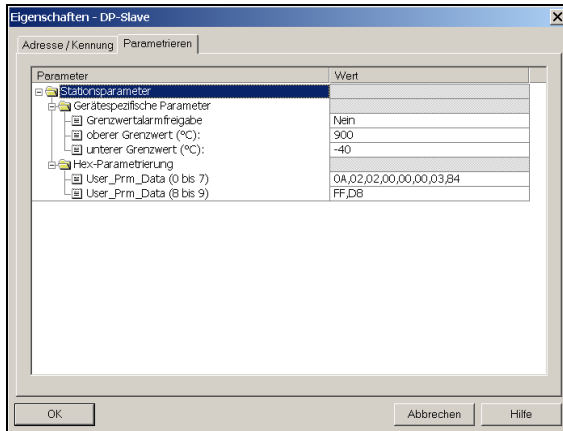 Eigenschaften - DP-Slave
Adresse / Kennung Parametrieren
Parameter Wert
Stationsparameter
Gerätespezifische Parameter
Grenzwertalarmfreigabe Nein
oberer Grenzwert (°C): 900
unterer Grenzwert (°C): -40
Hex-Parametrierung
User_Prm_Data (0 bis 7) 0A,02,02,00,00,00,03,84
User_Prm_Data (8 bis 9) FF,D8
OK Abbrechen Hilfe